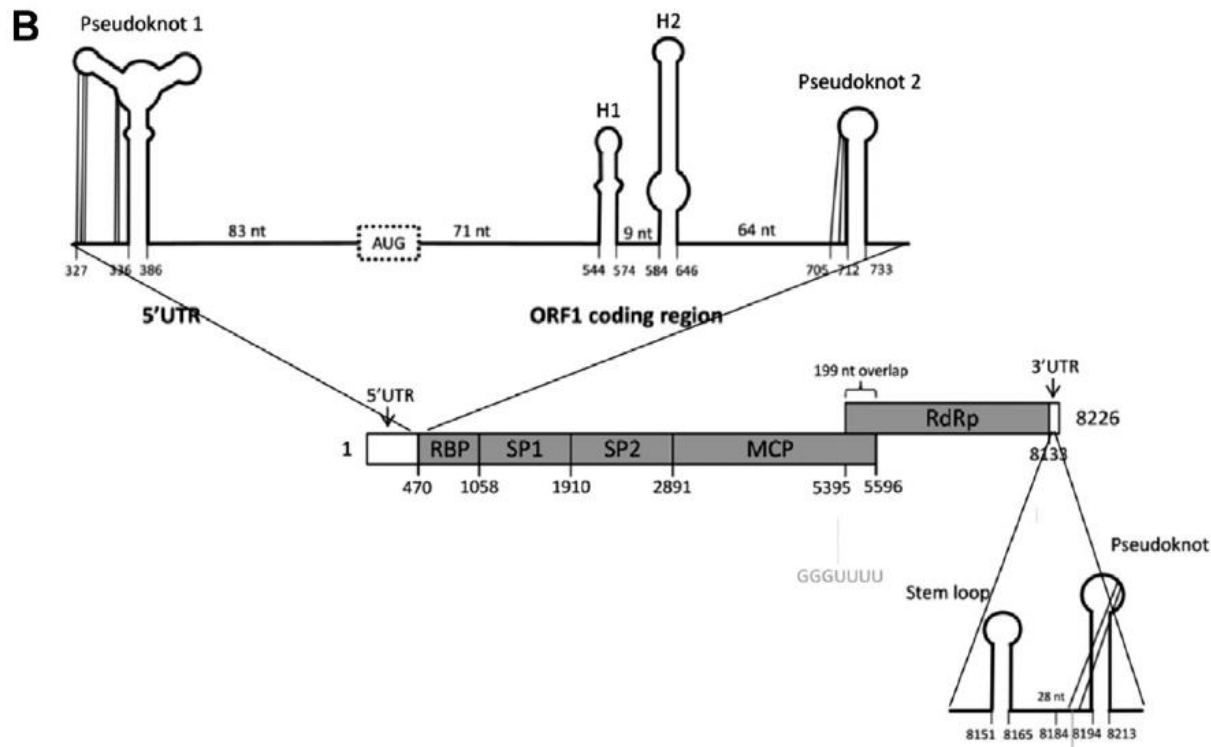 B
Pseudoknot 1
H2
H1
Pseudoknot 2
83 nt
AUG
71 nt
9 nt
64 nt
327
336
386
544
574
584
646
705
712
733
5'UTR
ORF1 coding region
199 nt overlap
3'UTR
5'UTR
RdRp
8226
1
RBP
SP1
SP2
MCP
8133
470
1058
1910
2891
5395
5596
GGGUUUU
Pseudoknot
Stem loop
28 nt
8151
8165
8184
8194
8213